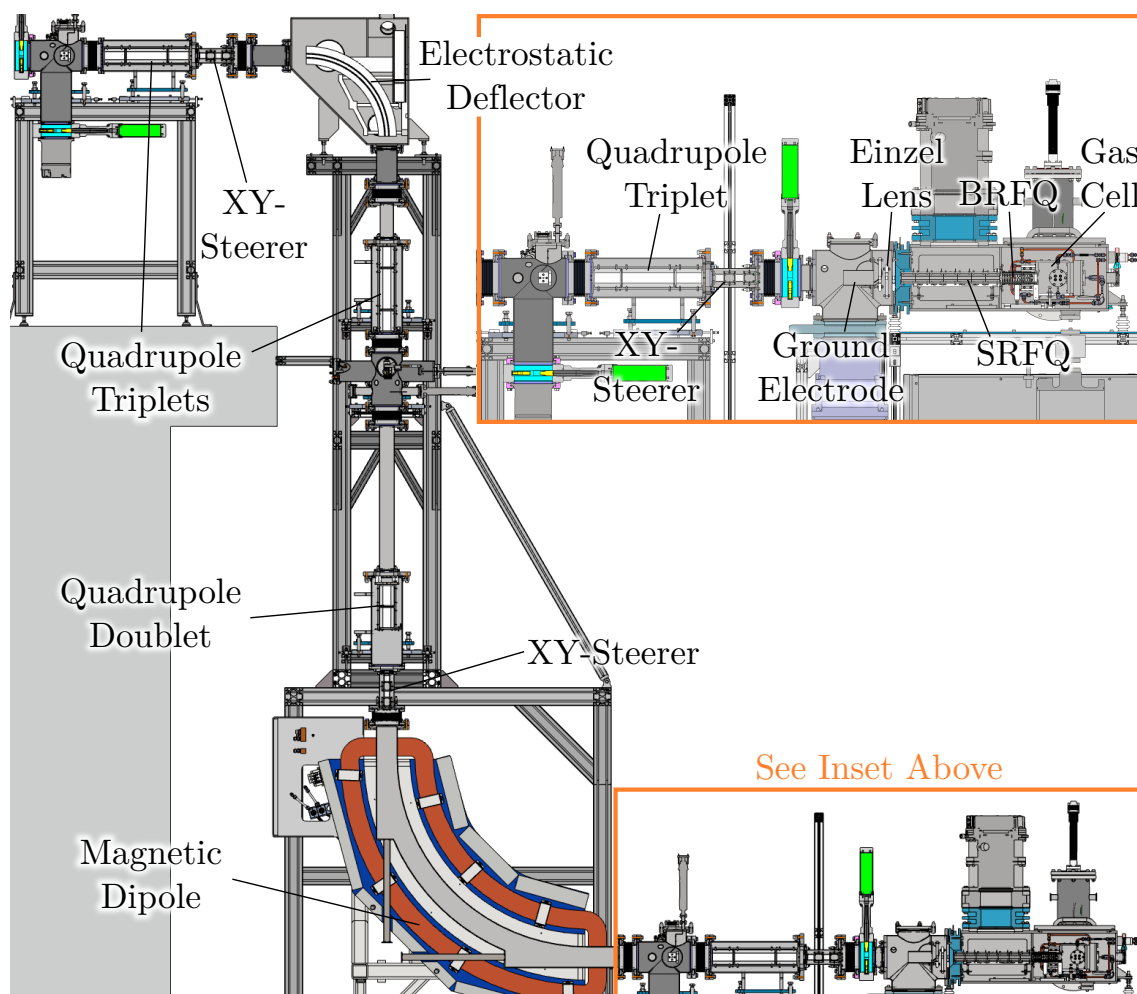 Electrostatic
Deflector
XY-
Steerer
Quadrupole
Triplets
Quadrupole
Doublet
XY-Steerer
Magnetic
Dipole
Quadrupole
Triplet
Einzel
Lens
BRFQ
Gas
Cell
XY-
Steerer
Ground
Electrode
SRFQ
See Inset Above